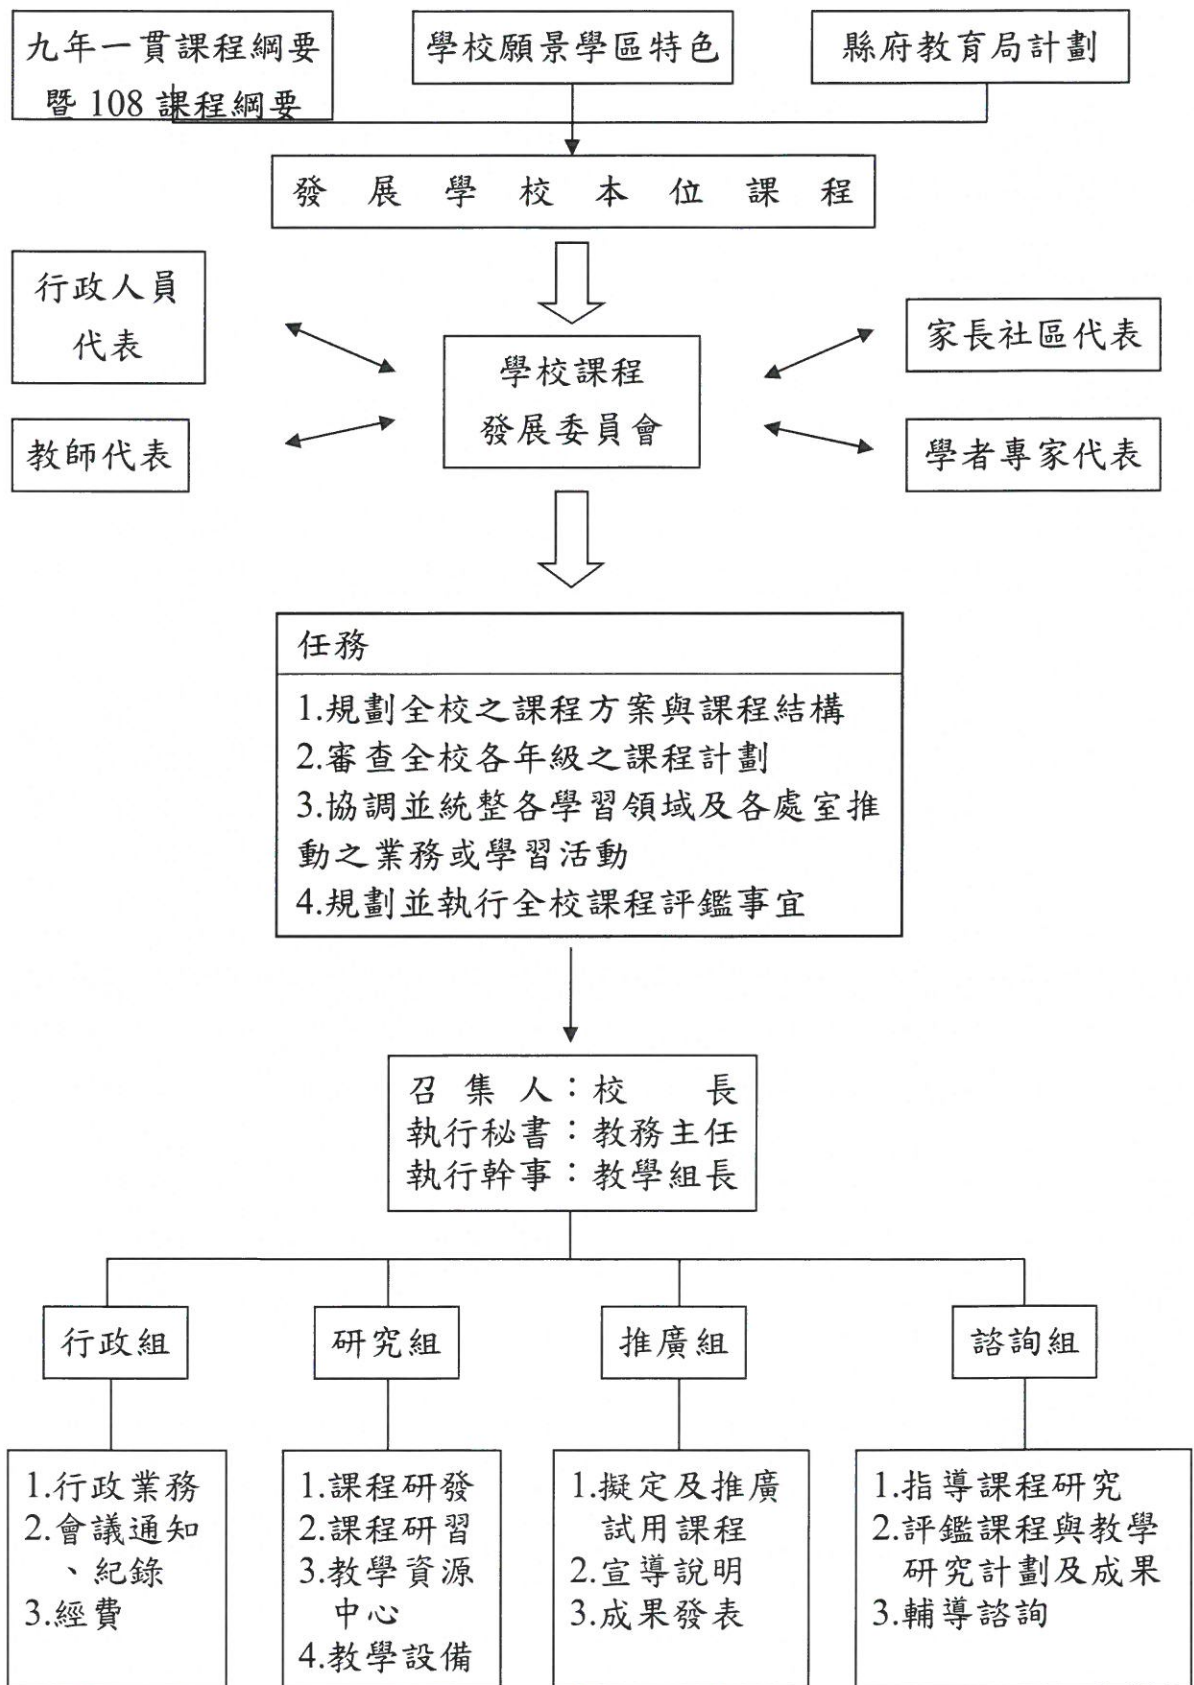 九年一貫課程綱要
暨 108 課程綱要
學校願景學區特色
縣府教育局計劃
發展學校本位課程
行政人員
代表
教師代表
學校課程
發展委員會
家長社區代表
學者專家代表
任務
1.規劃全校之課程方案與課程結構
2.審查全校各年級之課程計劃
3.協調並統整各學習領域及各處室推
動之業務或學習活動
4.規劃並執行全校課程評鑑事宜
召集人：校長
執行秘書：教務主任
執行幹事：教學組長
行政組
研究組
推廣組
諮詢組
1.行政業務
2.會議通知
、紀錄
3.經費
1.課程研發
2.課程研習
3.教學資源
中心
4.教學設備
1.擬定及推廣
試用課程
2.宣導說明
3.成果發表
1.指導課程研究
2.評鑑課程與教學
研究計劃及成果
3.輔導諮詢